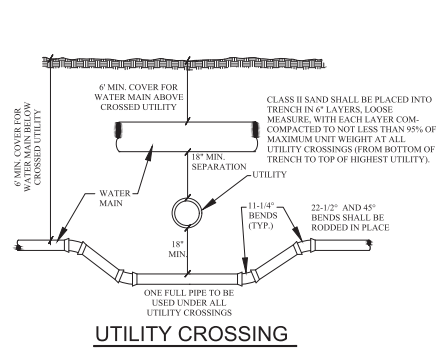 6' MIN. COVER FOR
WATER MAIN ABOVE
CROSSED UTILITY
6' MIN. COVER FOR
WATER MAIN BELOW
CROSSED UTILITY
CLASS II SAND SHALL BE PLACED INTO
TRENCH IN 6" LAYERS, LOOSE
MEASURE, WITH EACH LAYER COM-
COMPACTED TO NOT LESS THAN 95% OF
MAXIMUM UNIT WEIGHT AT ALL
UTILITY CROSSINGS (FROM BOTTOM OF
TRENCH TO TOP OF HIGHEST UTILITY).
18" MIN.
SEPARATION
UTILITY
WATER
MAIN
11-1/4°
BENDS
(TYP.)
22-1/2° AND 45°
BENDS SHALL BE
RODDED IN PLACE
18"
MIN.
ONE FULL PIPE TO BE
USED UNDER ALL
UTILITY CROSSINGS
UTILITY CROSSING